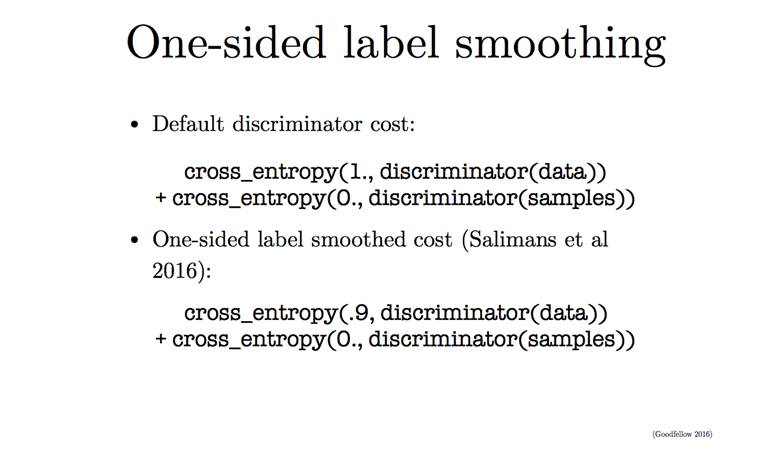 One-sided label smoothing
• Default discriminator cost:
cross_entropy(1., discriminator(data))
+ cross_entropy(0., discriminator(samples))
• One-sided label smoothed cost (Salimans et al
2016):
cross_entropy(.9, discriminator(data))
+ cross_entropy(0., discriminator(samples))
(Goodfellow 2016)